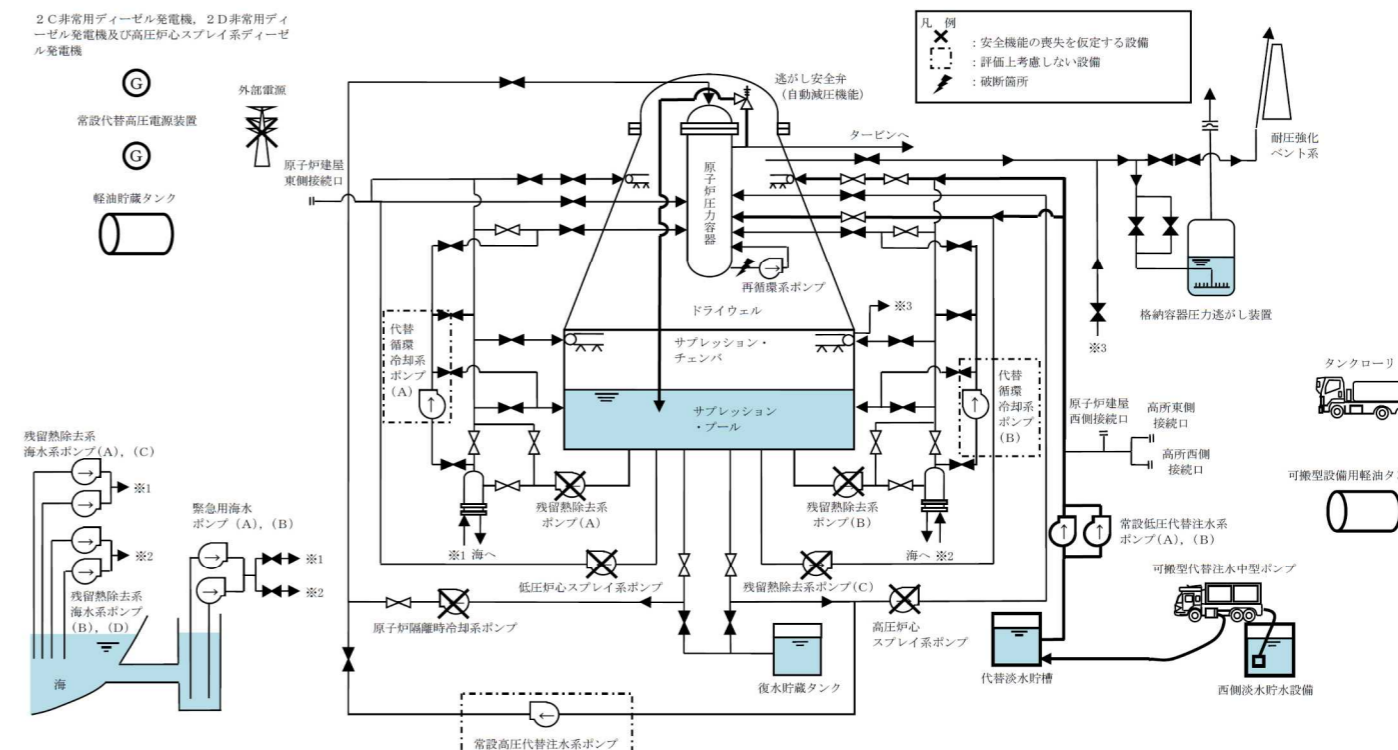 2C非常用ディーゼル発電機,2D非常用ディ
ーゼル発電機及び高圧炉心スプレイ系ディーゼ
ル発電機
G
常設代替高圧電源装置
G
軽油貯蔵タンク
外部電源
原子炉建屋
東側接続口
逃がし安全弁
(自動減圧機能)
凡 例
:安全機能の喪失を仮定する設備
:評価上考慮しない設備
:破断箇所
タービンへ
耐圧強化
ベント系
原子炉圧力容器
再循環系ポンプ
格納容器圧力逃がし装置
ドライウェル
※3
※3
代替
循環
冷却系
ポンプ
(A)
サプレッション・
チェンバ
サプレッション
・プール
代替
循環
冷却系
ポンプ
(B)
原子炉建屋
西側接続口
高所東側
接続口
高所西側
接続口
タンクローリ
可搬型設備用軽油タ
残留熱除去系
海水系ポンプ(A),(C)
※1
※2
残留熱除去系
海水系ポンプ
(B),(D)
海
緊急用海水
ポンプ (A),(B)
※1
※2
残留熱除去系
ポンプ(A)
※1 海へ
残留熱除去系
ポンプ(B)
海へ ※2
低圧炉心スプレイ系ポンプ
残留熱除去系ポンプ(C)
常設低圧代替注水系
ポンプ(A),(B)
可搬型代替注水中型ポンプ
原子炉隔離時冷却系ポンプ
高圧炉心
スプレイ系ポンプ
復水貯蔵タンク
代替淡水貯槽
西側淡水貯水設備
常設高圧代替注水系ポンプ